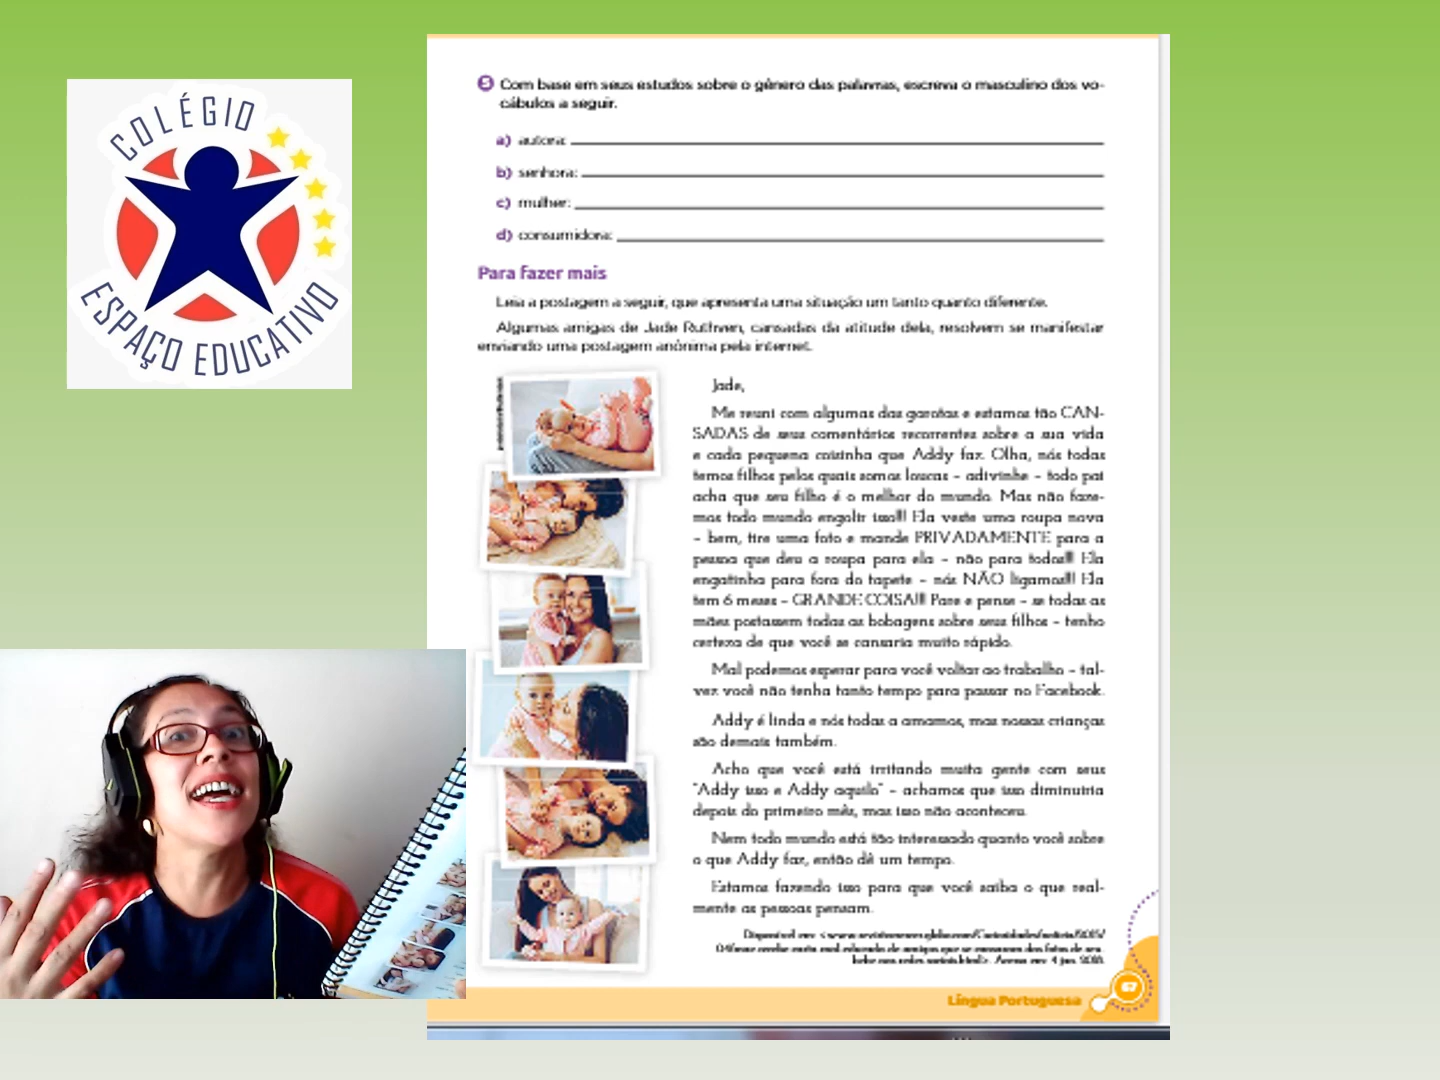 COLÉGIO
ESPAÇO EDUCATIVO
5 Com base em seus estudos sobre o gênero das palavras, escreva o masculino dos vo-
cábulos a seguir.
a) autora:
b) senhora:
c) mulher:
d) consumidora:
Para fazer mais
Leia a postagem a seguir, que apresenta uma situação um tanto quanto diferente.
Algumas amigas de Jade Ruthven, cansadas da atitude dela, resolvem se manifestar
enviando uma postagem anônima pela internet.
Jade,
Me reuni com algumas das garotas e estamos tão CAN-
SADAS de seus comentários recorrentes sobre a sua vida
e cada pequena coisinha que Addy faz. Olha, nós todas
temos filhos pelos quais somos loucas – adivinhe – todo pai
acha que seu filho é o melhor do mundo. Mas não faze-
mos todo mundo engolir isso!!! Ela veste uma roupa nova
– bem, tire uma foto e mande PRIVADAMENTE para a
pessoa que deu a roupa para ela – não para todos!!! Ela
engatinha para fora do tapete – nós NÃO ligamos!!! Ela
tem 6 meses – GRANDE COISA!!! Pare e pense – se todas as
mães postassem todas as bobagens sobre seus filhos – tenho
certeza de que você se cansaria muito rápido.
Mal podemos esperar para você voltar ao trabalho – tal-
vez você não tenha tanto tempo para passar no Facebook.
Addy é linda e nós todas a amamos, mas nossas crianças
são demais também.
Acho que você está irritando muita gente com seus
"Addy isso e Addy aquilo" – achamos que isso diminuiria
depois do primeiro mês, mas isso não aconteceu.
Nem todo mundo está tão interessado quanto você sobre
o que Addy faz, então dê um tempo.
Estamos fazendo isso para que você saiba o que real-
mente as pessoas pensam.
Disponível em:
Acesso em: 4 jan. 2018.
Língua Portuguesa
67